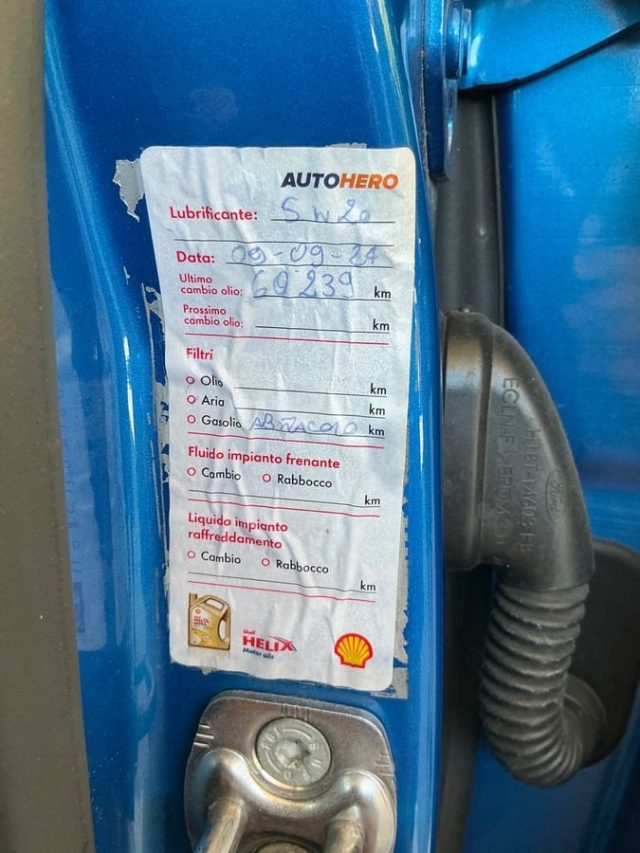 AUTOHERO
Lubrificante: 5W20
Data: 09-09-24
Ultimo
cambio olio: 60239 km
Prossimo
cambio olio: km
Filtri
Olio km
Aria km
Gasolio km
Fluido impianto frenante
Cambio Rabbocco
km
Liquido impianto
raffreddamento
Cambio Rabbocco
km
Shell
HELIX
Motor oils
HELIX
Ford